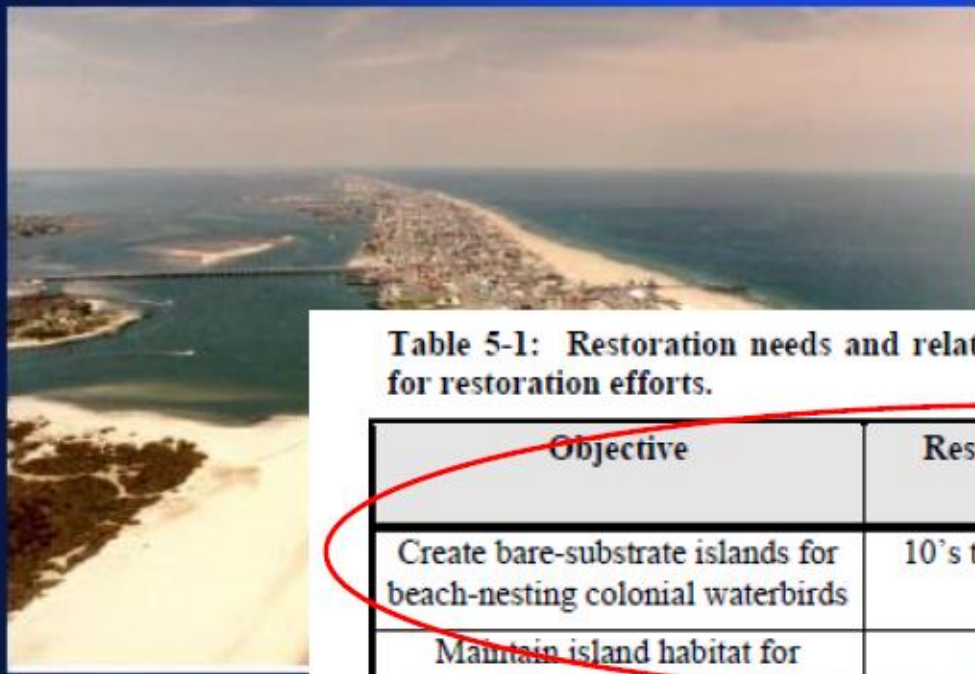 Table 5-1: Restoration needs and relat
for restoration efforts.
Objective
Res
Create bare-substrate islands for
beach-nesting colonial waterbirds
10's t
Maintain island habitat for